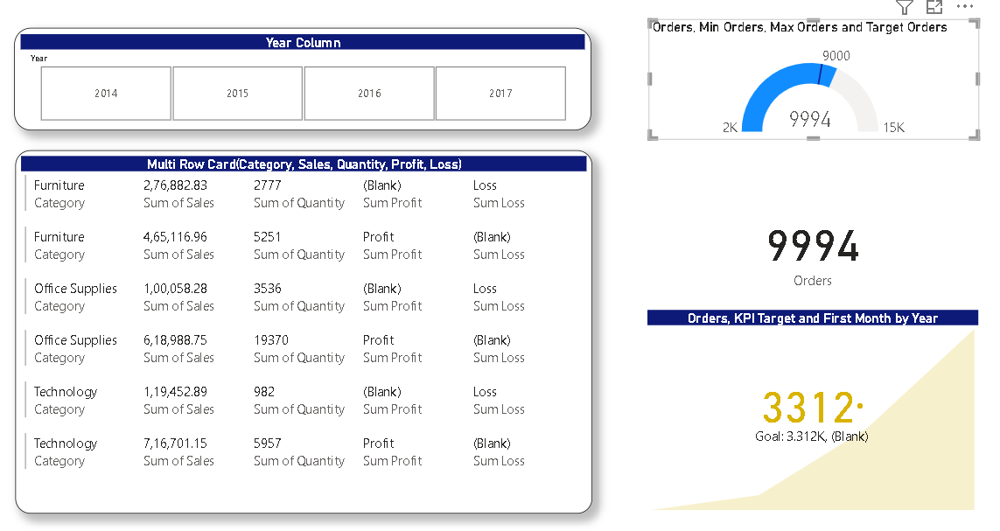 Year Column
Year
2014 2015 2016 2017
Multi Row Card(Category, Sales, Quantity, Profit, Loss)
Furniture 2,76,882.83 2777 (Blank) Loss
Category Sum of Sales Sum of Quantity Sum Profit Sum Loss
Furniture 4,65,116.96 5251 Profit (Blank)
Category Sum of Sales Sum of Quantity Sum Profit Sum Loss
Office Supplies 1,00,058.28 3536 (Blank) Loss
Category Sum of Sales Sum of Quantity Sum Profit Sum Loss
Office Supplies 6,18,988.75 19370 Profit (Blank)
Category Sum of Sales Sum of Quantity Sum Profit Sum Loss
Technology 1,19,452.89 982 (Blank) Loss
Category Sum of Sales Sum of Quantity Sum Profit Sum Loss
Technology 7,16,701.15 5957 Profit (Blank)
Category Sum of Sales Sum of Quantity Sum Profit Sum Loss
Orders, Min Orders, Max Orders and Target Orders
9000
2K 9994 15K
9994
Orders
Orders, KPI Target and First Month by Year
3312
Goal: 3.312K, (Blank)